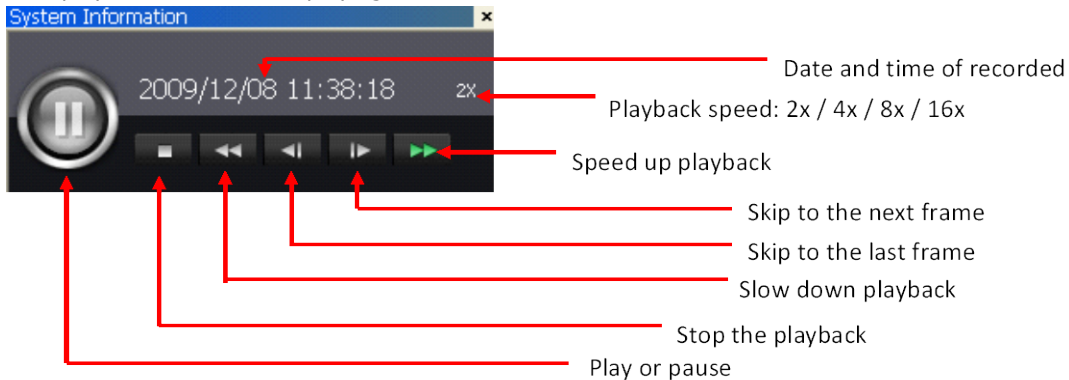 System Information
2009/12/08 11:38:18 2X
Date and time of recorded
Playback speed: 2x / 4x / 8x / 16x
Speed up playback
Skip to the next frame
Skip to the last frame
Slow down playback
Stop the playback
Play or pause